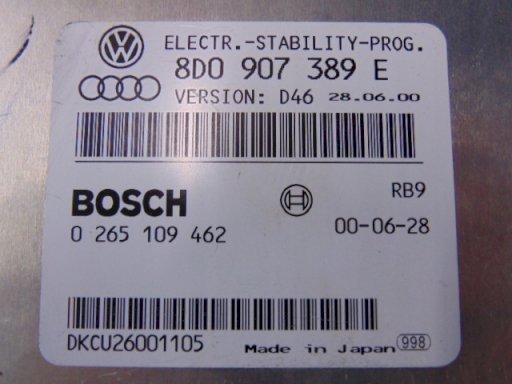 ELECTR.-STABILITY-PROG.
8D0 907 389 E
VERSION: D46 28.06.00
BOSCH
RB9
0 265 109 462
00-06-28
DKCU26001105
Made in Japan 998